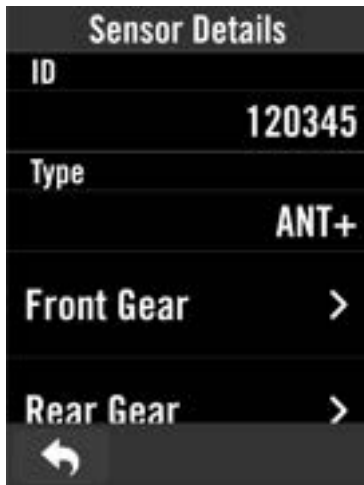 Sensor Details
ID
120345
Type
ANT+
Front Gear
Rear Gear